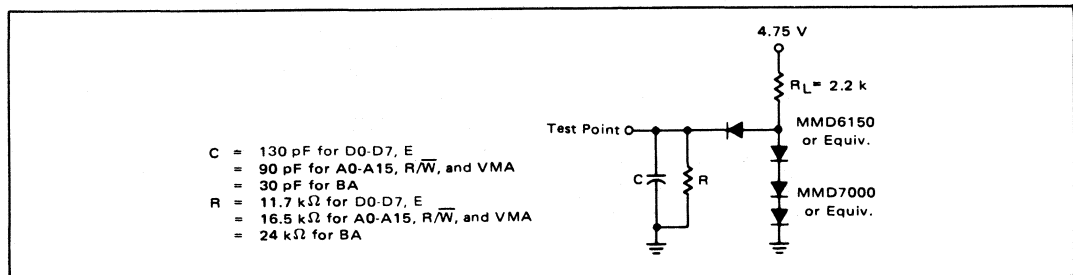 4.75 V
R_L = 2.2 k
MMD6150
or Equiv.
Test Point
C = 130 pF for D0-D7, E
= 90 pF for A0-A15, R/W̅, and VMA
= 30 pF for BA
R = 11.7 kΩ for D0-D7, E
= 16.5 kΩ for A0-A15, R/W̅, and VMA
= 24 kΩ for BA
C
R
MMD7000
or Equiv.